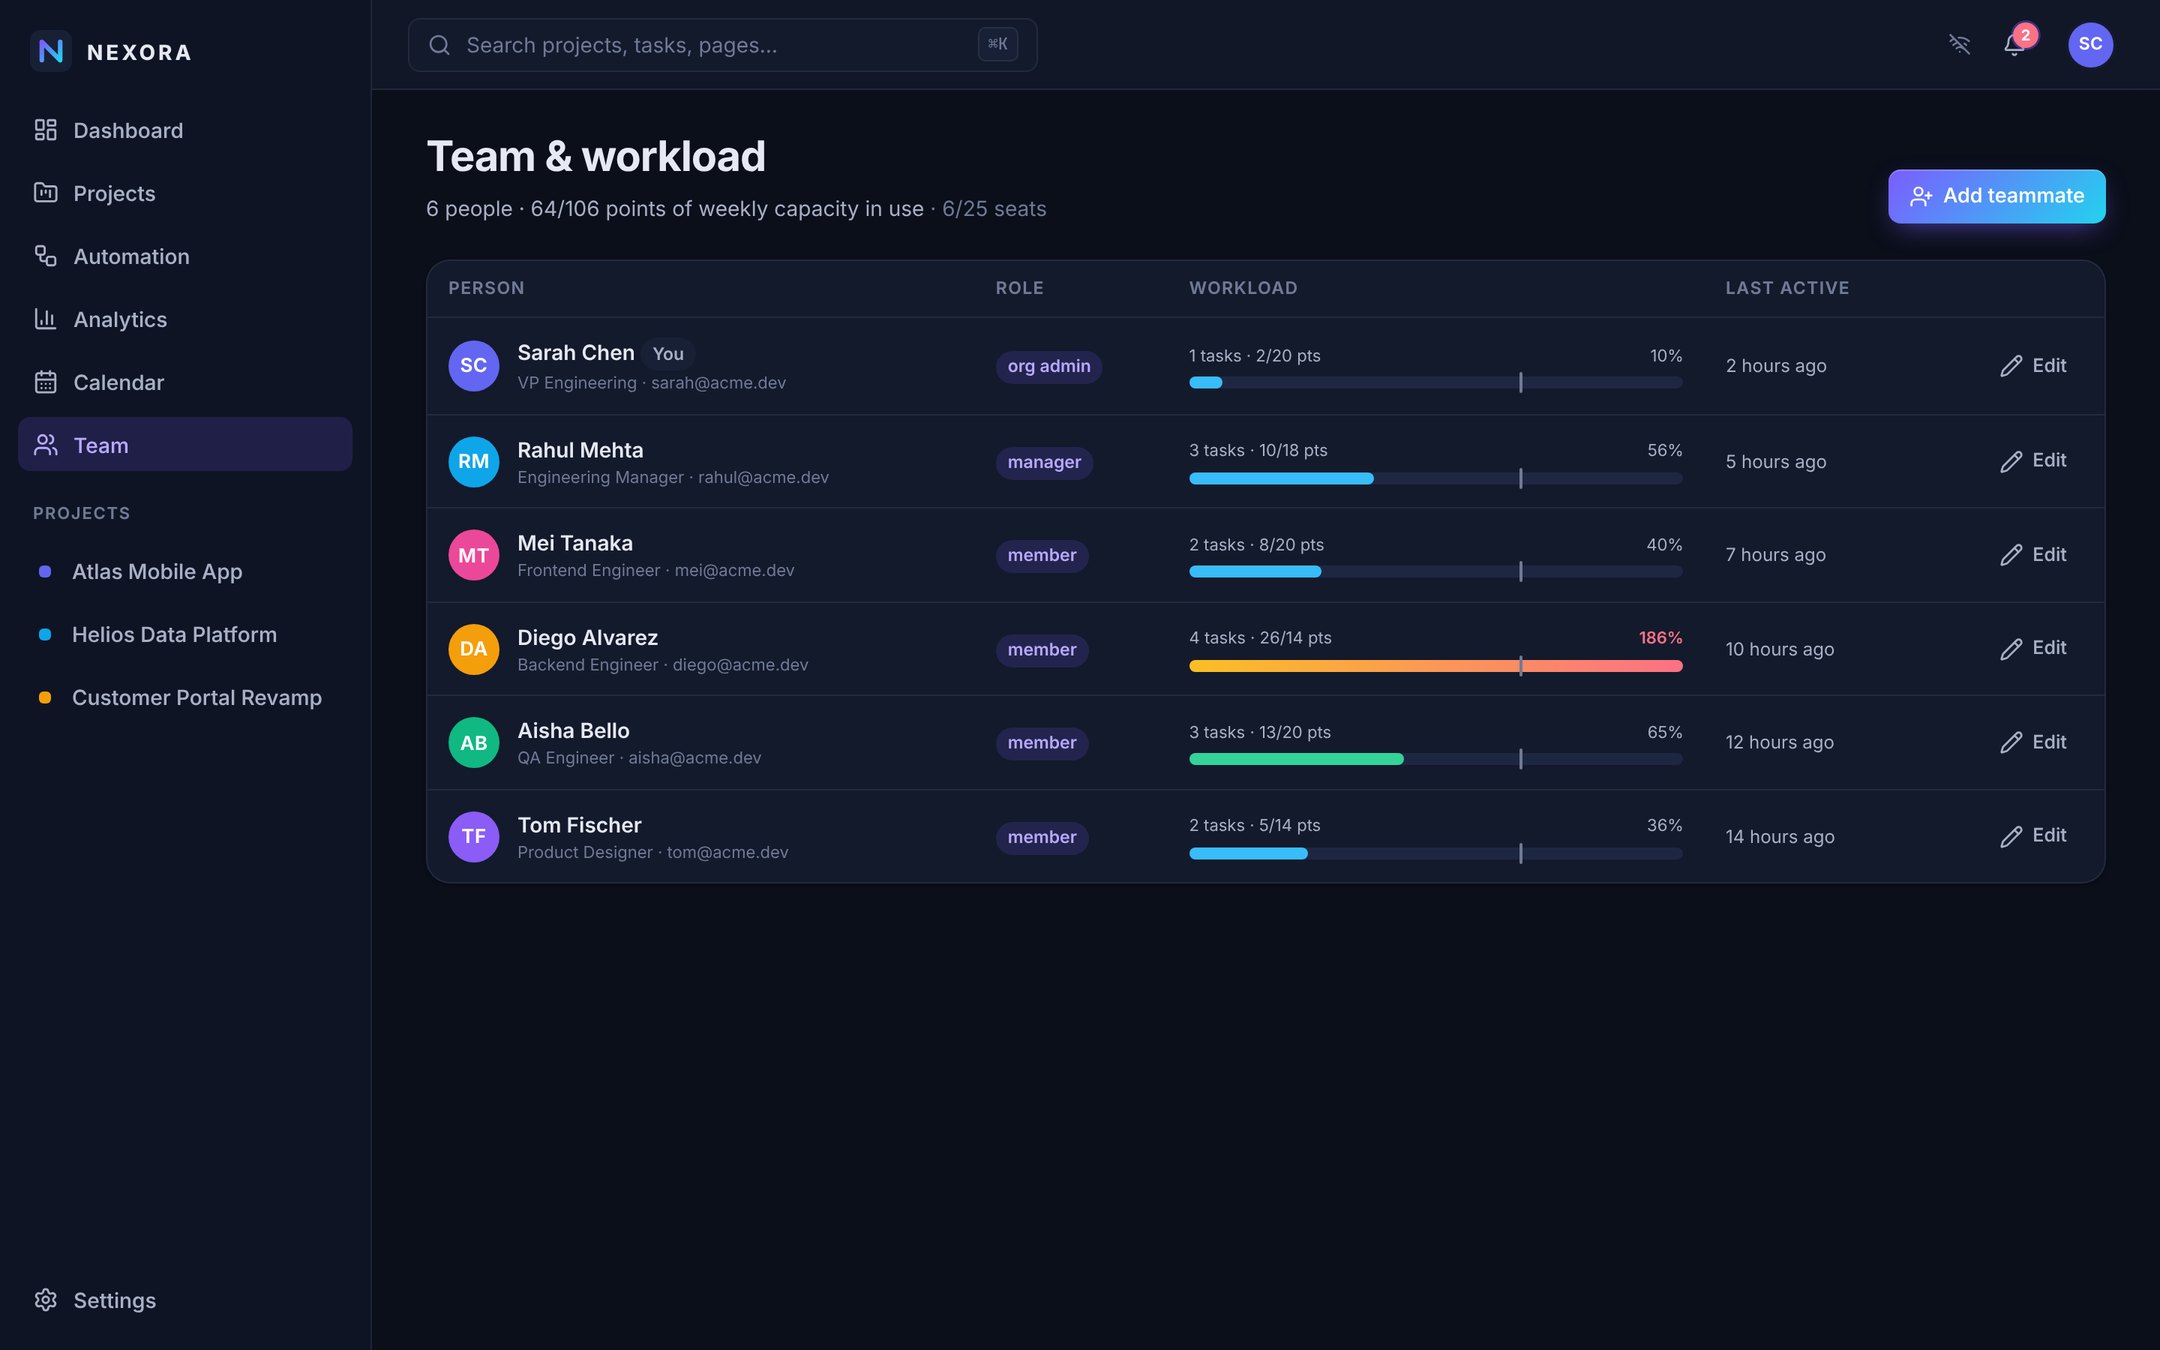 NEXORA
Search projects, tasks, pages...
⌘K
2
SC
Dashboard
Projects
Automation
Analytics
Calendar
Team
PROJECTS
Atlas Mobile App
Helios Data Platform
Customer Portal Revamp
Settings
Team & workload
6 people · 64/106 points of weekly capacity in use · 6/25 seats
Add teammate
PERSON ROLE WORKLOAD LAST ACTIVE
SC Sarah Chen You
VP Engineering · sarah@acme.dev
org admin
1 tasks · 2/20 pts 10%
2 hours ago
Edit
RM Rahul Mehta
Engineering Manager · rahul@acme.dev
manager
3 tasks · 10/18 pts 56%
5 hours ago
Edit
MT Mei Tanaka
Frontend Engineer · mei@acme.dev
member
2 tasks · 8/20 pts 40%
7 hours ago
Edit
DA Diego Alvarez
Backend Engineer · diego@acme.dev
member
4 tasks · 26/14 pts 186%
10 hours ago
Edit
AB Aisha Bello
QA Engineer · aisha@acme.dev
member
3 tasks · 13/20 pts 65%
12 hours ago
Edit
TF Tom Fischer
Product Designer · tom@acme.dev
member
2 tasks · 5/14 pts 36%
14 hours ago
Edit